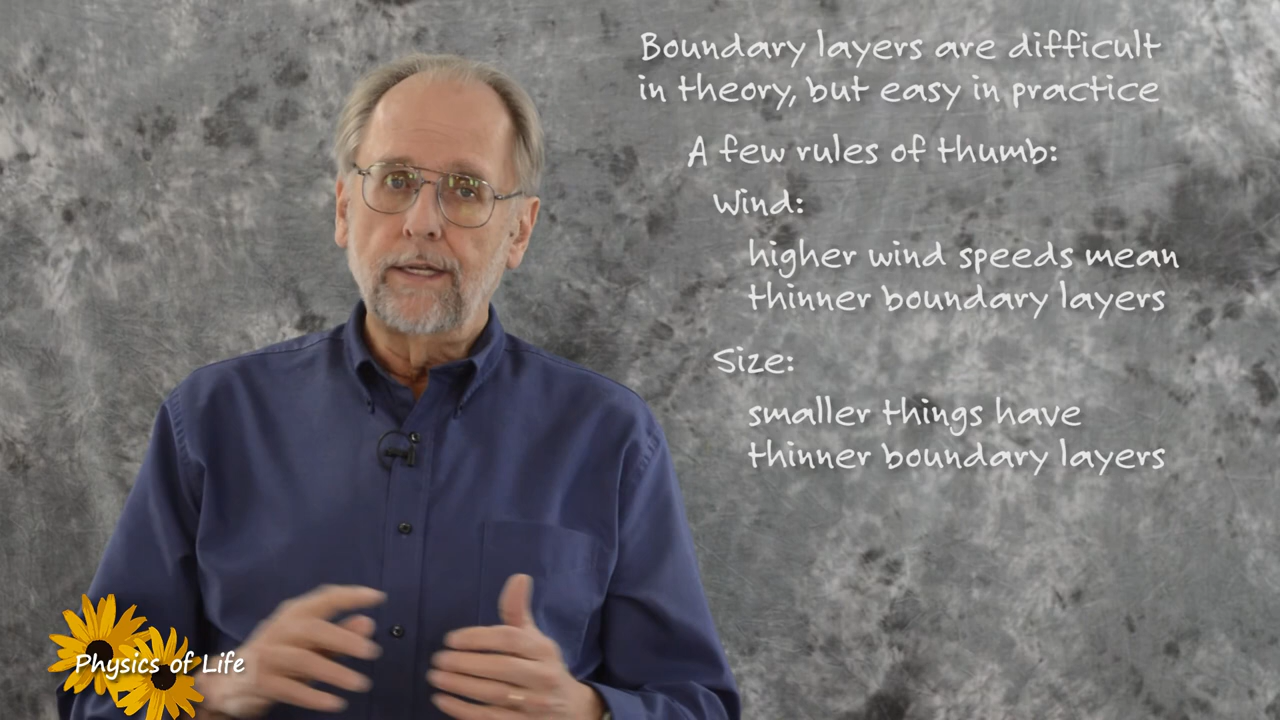 Boundary layers are difficult
in theory, but easy in practice
A few rules of thumb:
Wind:
higher wind speeds mean
thinner boundary layers
Size:
smaller things have
thinner boundary layers
Physics of Life